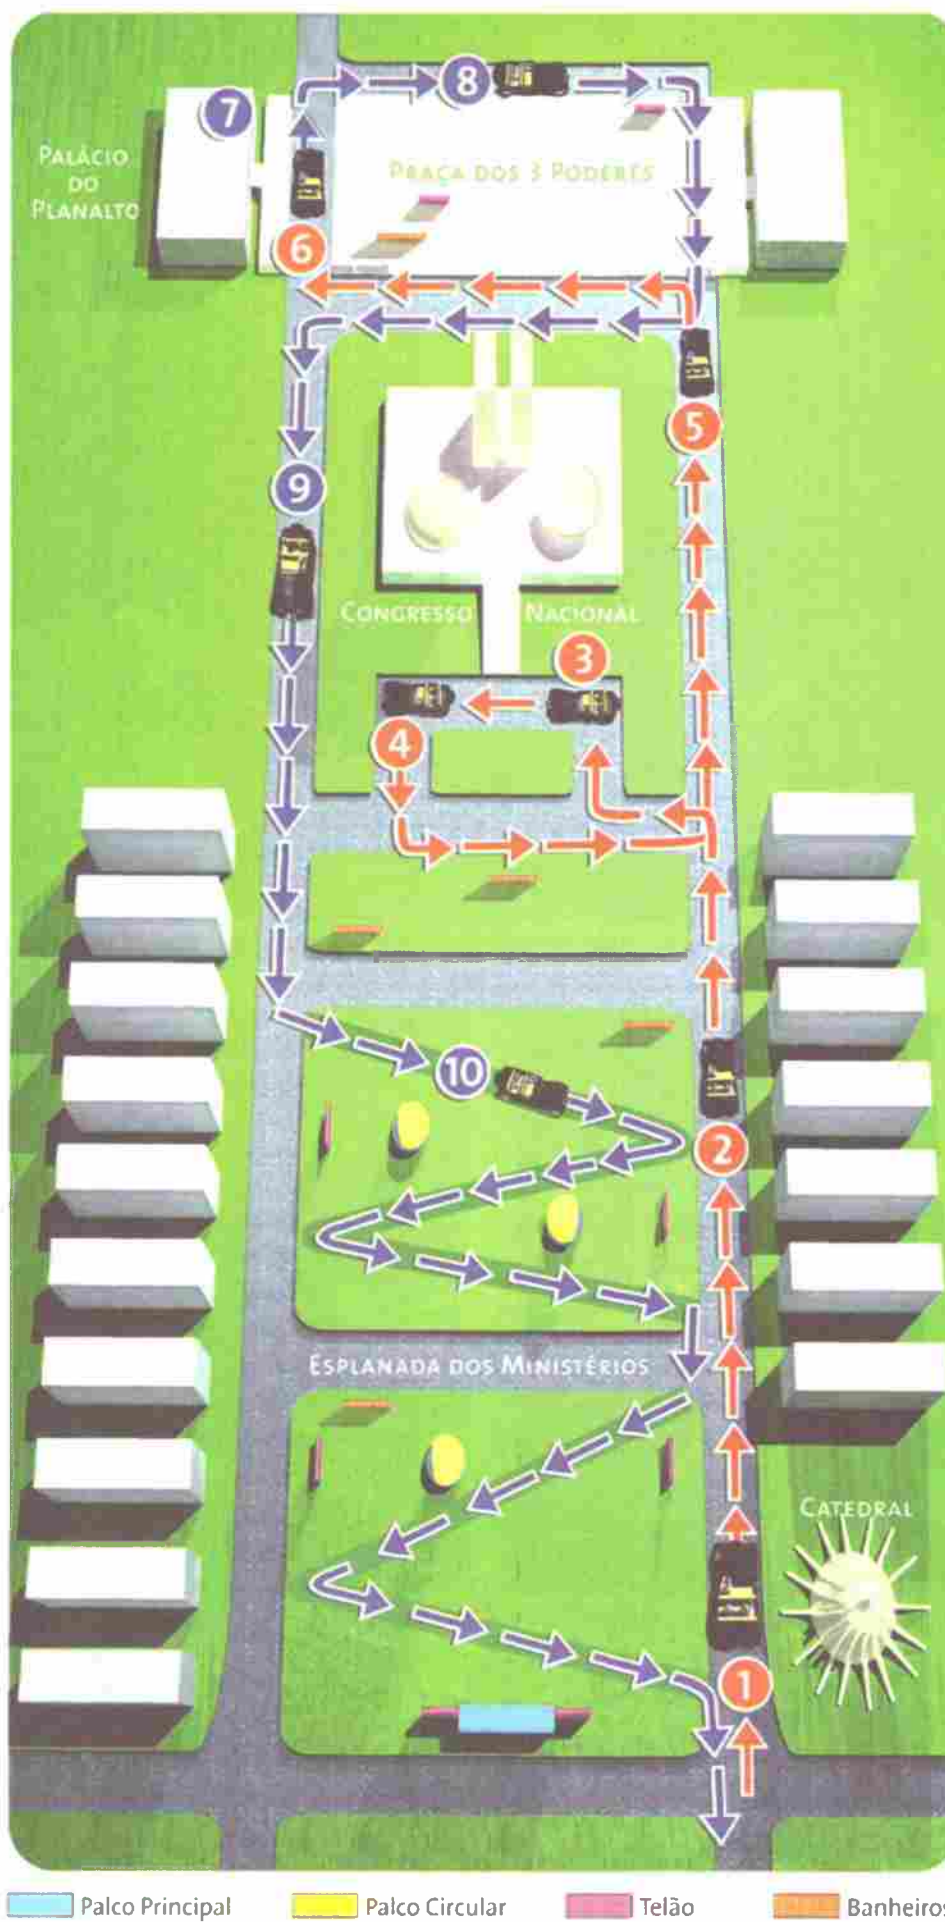 7
8
PALÁCIO
DO
PLANALTO
PRAÇA DOS 3 PODERES
6
5
9
CONGRESSO NACIONAL
3
4
10
2
ESPLANADA DOS MINISTÉRIOS
CATEDRAL
1
Palco Principal
Palco Circular
Telão
Banheiros